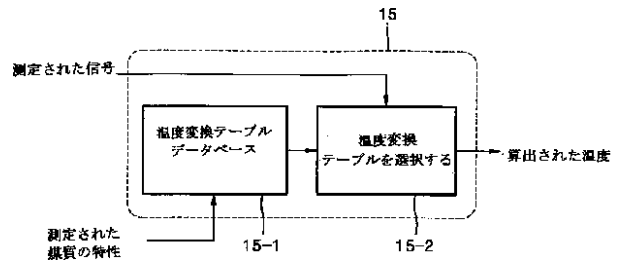 15
測定された信号
温度変換テーブル
データベース
温度変換
テーブルを選択する
算出された温度
測定された
媒質の特性
15-1
15-2